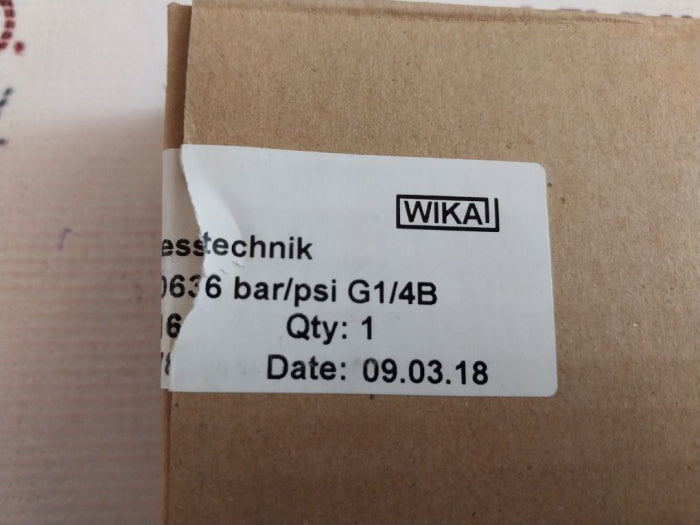 WIKA
esstechnik
0636 bar/psi G1/4B
16 Qty: 1
Date: 09.03.18